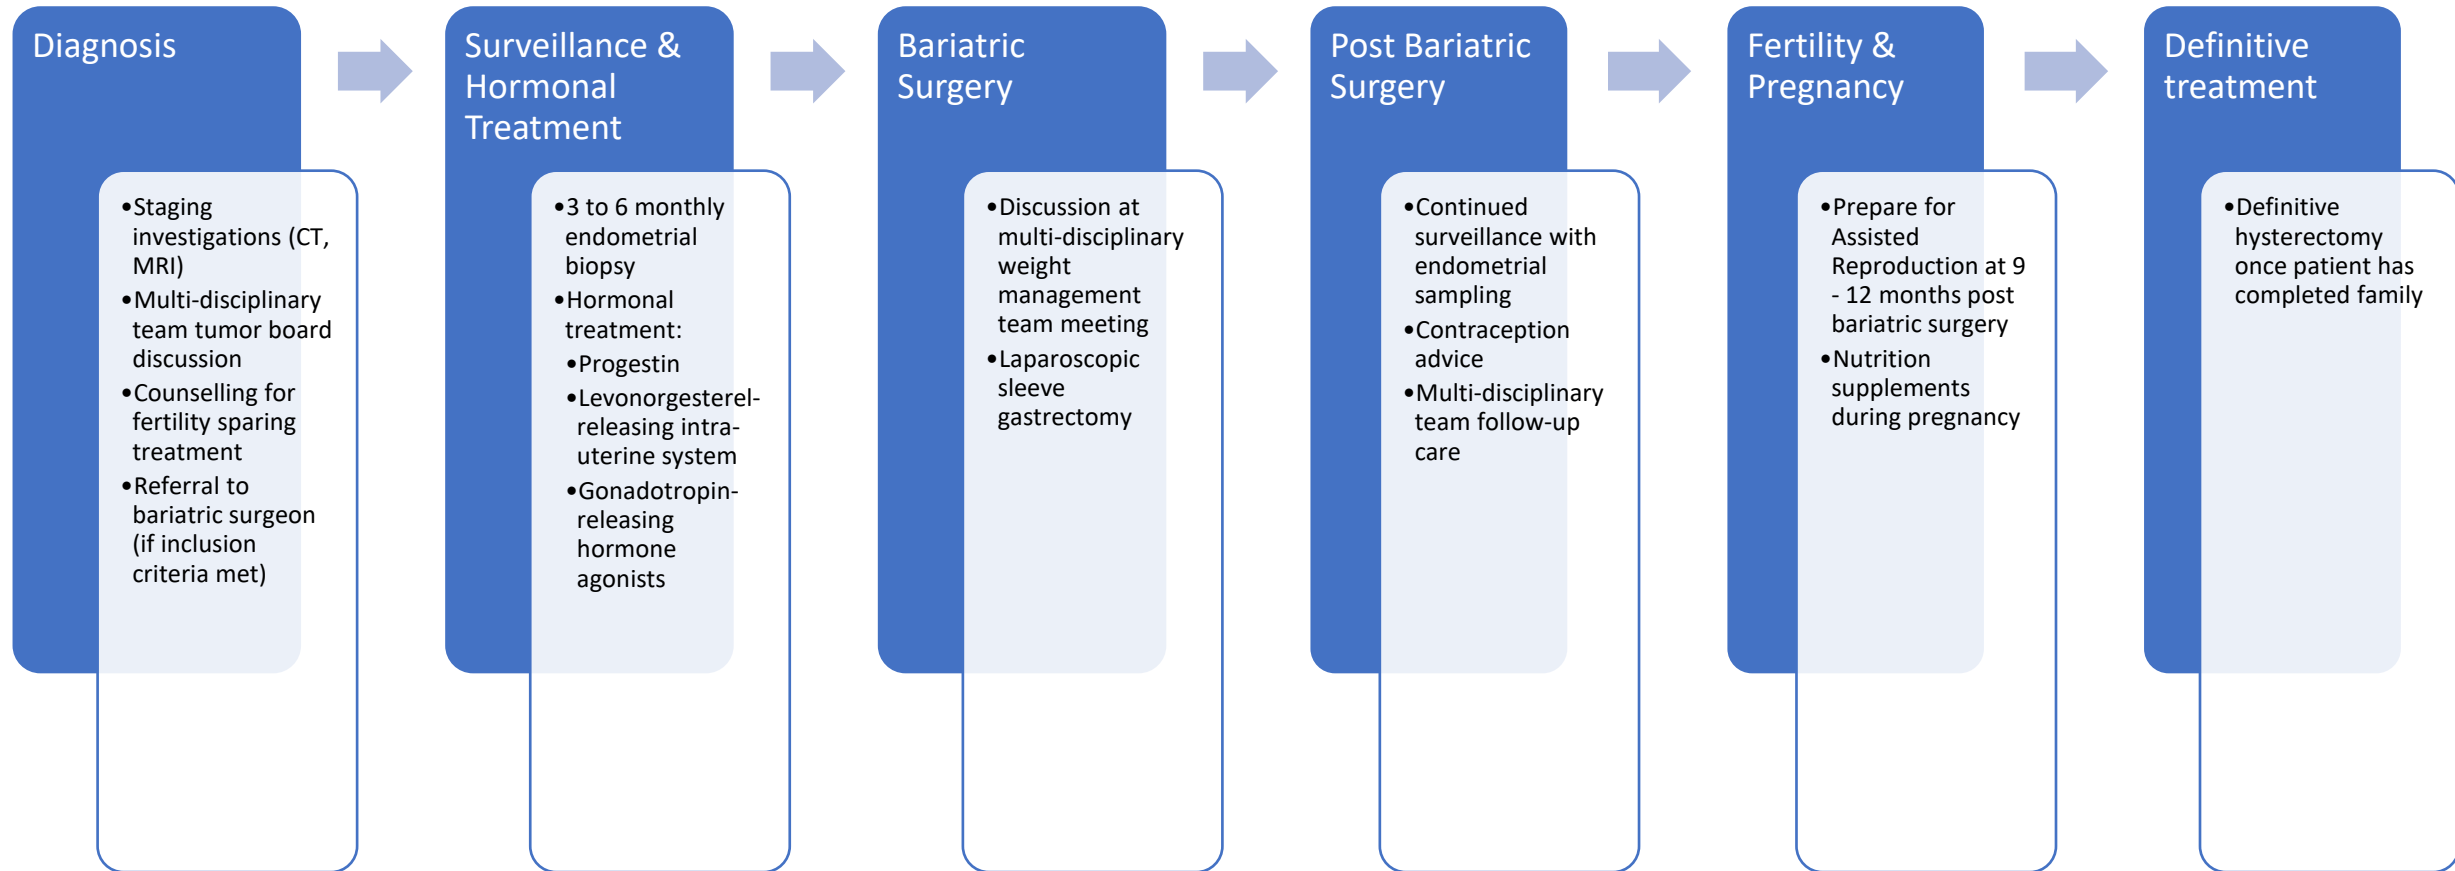 Diagnosis
•Staging
investigations (CT,
MRI)
•Multi-disciplinary
team tumor board
discussion
•Counselling for
fertility sparing
treatment
•Referral to
bariatric surgeon
(if inclusion
criteria met)
Surveillance &
Hormonal
Treatment
•3 to 6 monthly
endometrial
biopsy
•Hormonal
treatment:
•Progestin
•Levonorgesterel-
releasing intra-
uterine system
•Gonadotropin-
releasing
hormone
agonists
Bariatric
Surgery
•Discussion at
multi-disciplinary
weight
management
team meeting
•Laparoscopic
sleeve
gastrectomy
Post Bariatric
Surgery
•Continued
surveillance with
endometrial
sampling
•Contraception
advice
•Multi-disciplinary
team follow-up
care
Fertility &
Pregnancy
•Prepare for
Assisted
Reproduction at 9
- 12 months post
bariatric surgery
•Nutrition
supplements
during pregnancy
Definitive
treatment
•Definitive
hysterectomy
once patient has
completed family